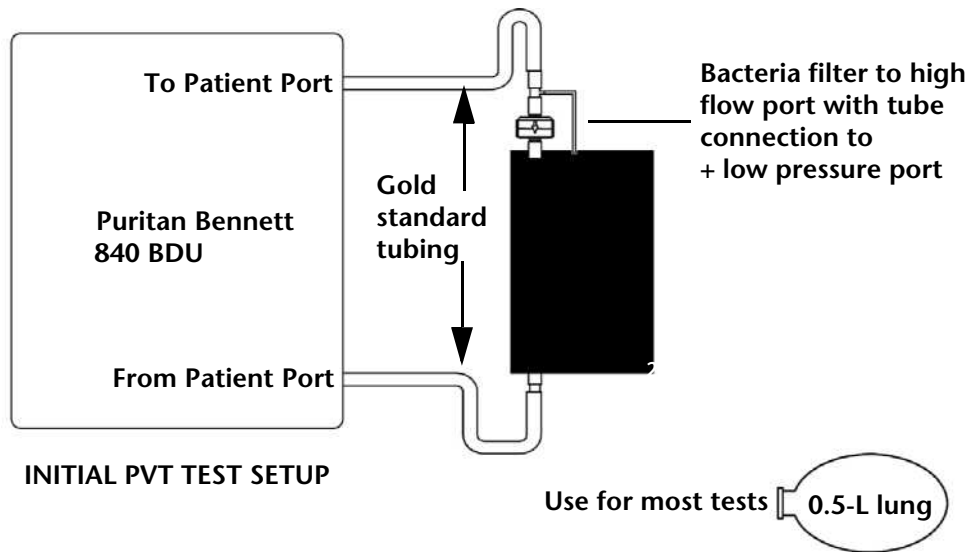 To Patient Port
Bacteria filter to high
flow port with tube
connection to
+ low pressure port
Gold
standard
tubing
Puritan Bennett
840 BDU
From Patient Port
INITIAL PVT TEST SETUP
Use for most tests
0.5-L lung